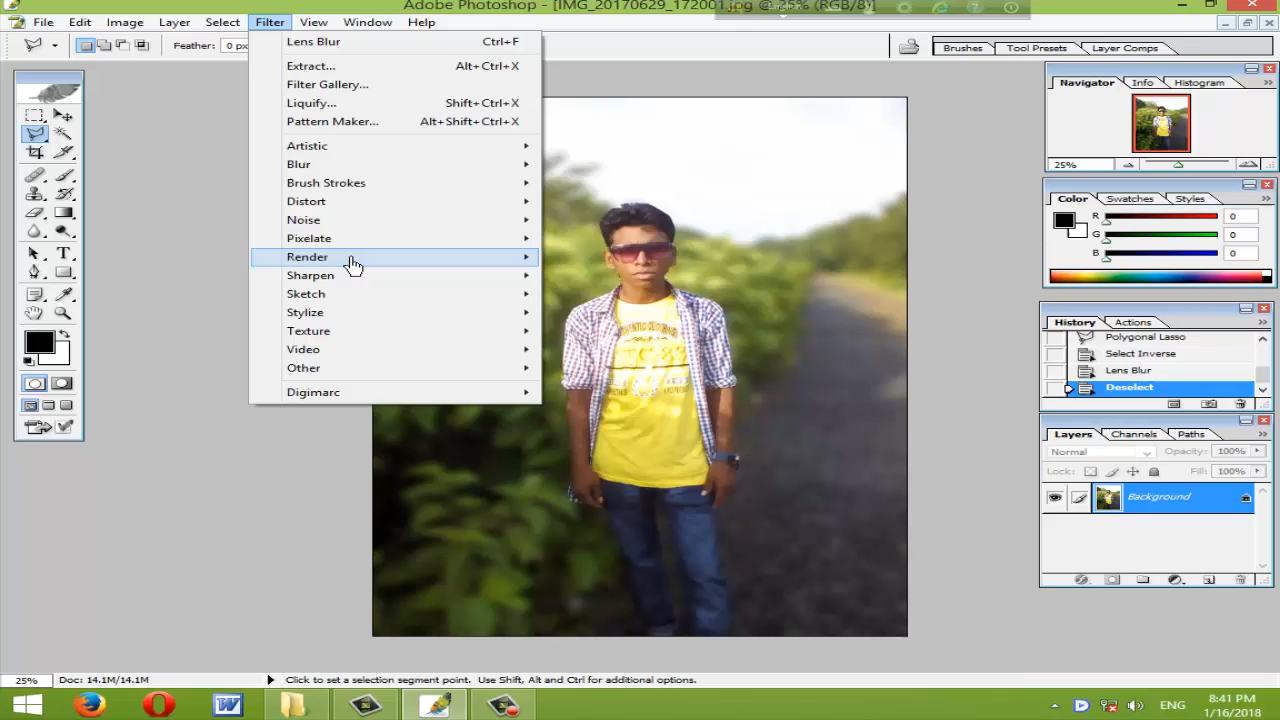 Adobe Photoshop - [IMG_20170629_172001.jpg @ 25% (RGB/8)]
File Edit Image Layer Select Filter View Window Help
Feather: 0 px
Brushes Tool Presets Layer Comps
Lens Blur Ctrl+F
Extract... Alt+Ctrl+X
Filter Gallery...
Liquify... Shift+Ctrl+X
Pattern Maker... Alt+Shift+Ctrl+X
Artistic
Blur
Brush Strokes
Distort
Noise
Pixelate
Render
Sharpen
Sketch
Stylize
Texture
Video
Other
Digimarc
Navigator Info Histogram
25%
Color Swatches Styles
R 0
G 0
B 0
History Actions
Polygonal Lasso
Select Inverse
Lens Blur
Deselect
Layers Channels Paths
Normal Opacity: 100%
Lock: Fill: 100%
Background
25% Doc: 14.1M/14.1M Click to set a selection segment point. Use Shift, Alt and Ctrl for additional options.
ENG
8:41 PM
1/16/2018